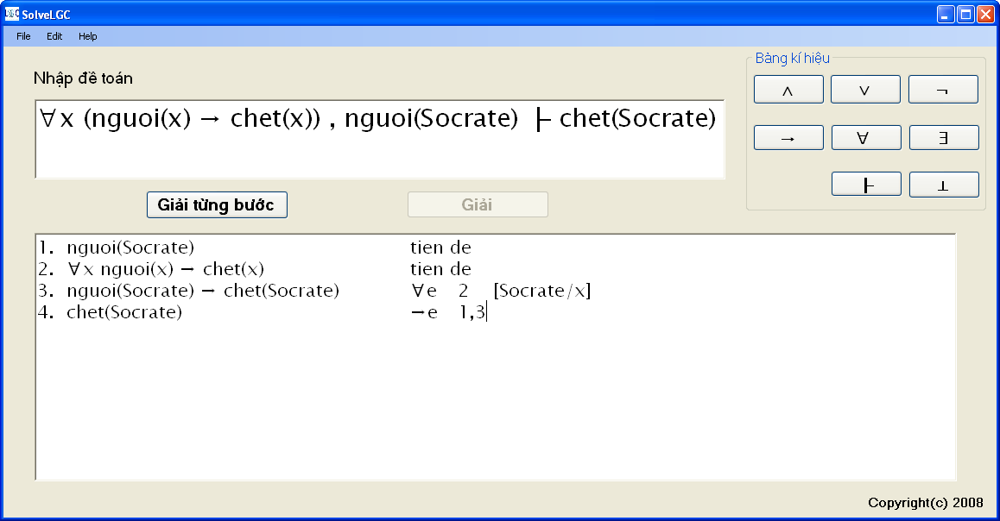 LGC SolveLGC
File Edit Help
Nhập đề toán
∀x (nguoi(x) → chet(x)) , nguoi(Socrate) ├ chet(Socrate)
Giải từng bước
Giải
1. nguoi(Socrate) tien de
2. ∀x nguoi(x) → chet(x) tien de
3. nguoi(Socrate) → chet(Socrate) ∀e 2 [Socrate/x]
4. chet(Socrate) →e 1,3
Bảng kí hiệu
∧ ∨ ¬
→ ∀ ∃
├ ⊥
Copyright(c) 2008